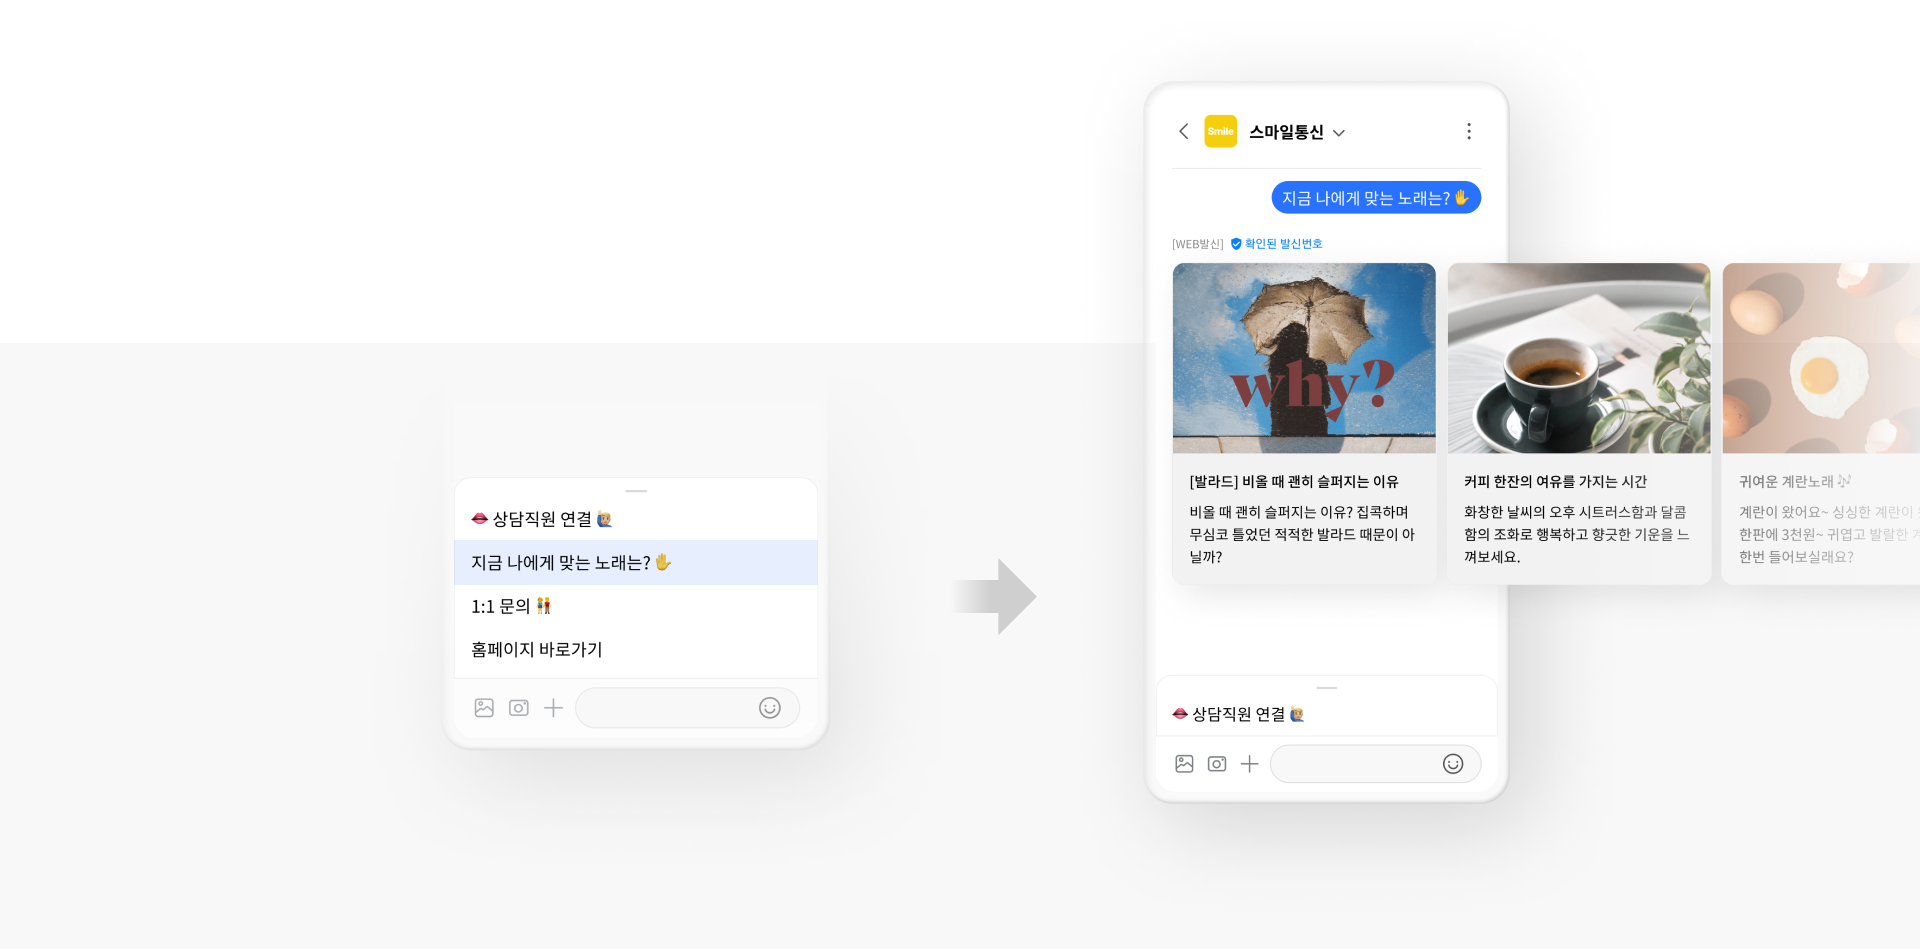 👄 상담직원 연결 🙋🏼‍♂️
지금 나에게 맞는 노래는?✋
1:1 문의 👫
홈페이지 바로가기
Smile
스마일통신
지금 나에게 맞는 노래는?✋
[WEB발신] 확인된 발신번호
why?
[발라드] 비올 때 괜히 슬퍼지는 이유
비올 때 괜히 슬퍼지는 이유? 집콕하며
무심코 틀었던 적적한 발라드 때문이 아
닐까?
커피 한잔의 여유를 가지는 시간
화창한 날씨의 오후 시트러스함과 달콤
함의 조화로 행복하고 향긋한 기운을 느
껴보세요.
귀여운 계란노래 🎶
계란이 왔어요~ 싱싱한 계란이
한판에 3천원~ 귀엽고 발랄한
한번 들어보실래요?
👄 상담직원 연결 🙋🏼‍♂️